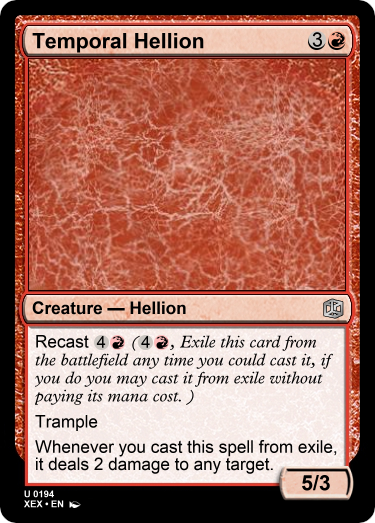 Temporal Hellion 3
Creature — Hellion
Recast 4 (4, Exile this card from
the battlefield any time you could cast it, if
you do you may cast it from exile without
paying its mana cost. )
Trample
Whenever you cast this spell from exile,
it deals 2 damage to any target.
5/3
U 0194
XEX • EN